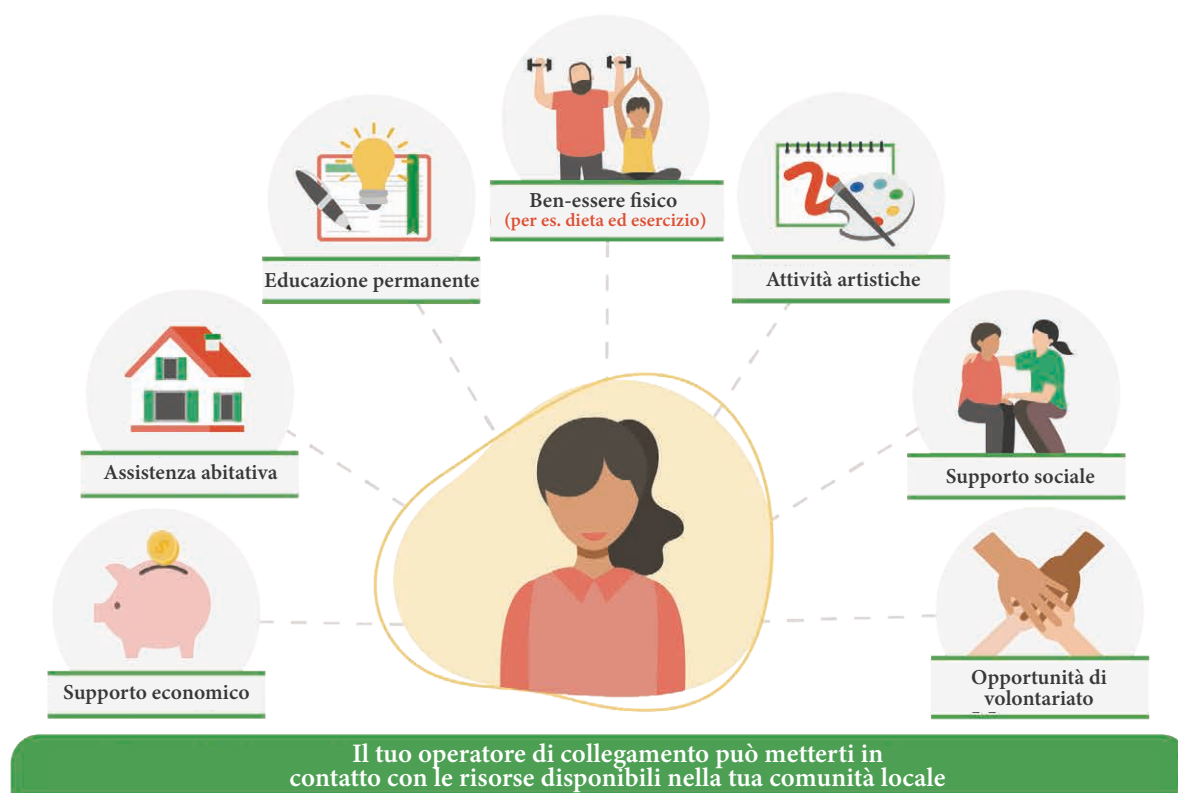 Ben-essere fisico
(per es. dieta ed esercizio)
Educazione permanente
Attività artistiche
Assistenza abitativa
Supporto sociale
Supporto economico
Opportunità di
volontariato
Il tuo operatore di collegamento può metterti in
contatto con le risorse disponibili nella tua comunità locale